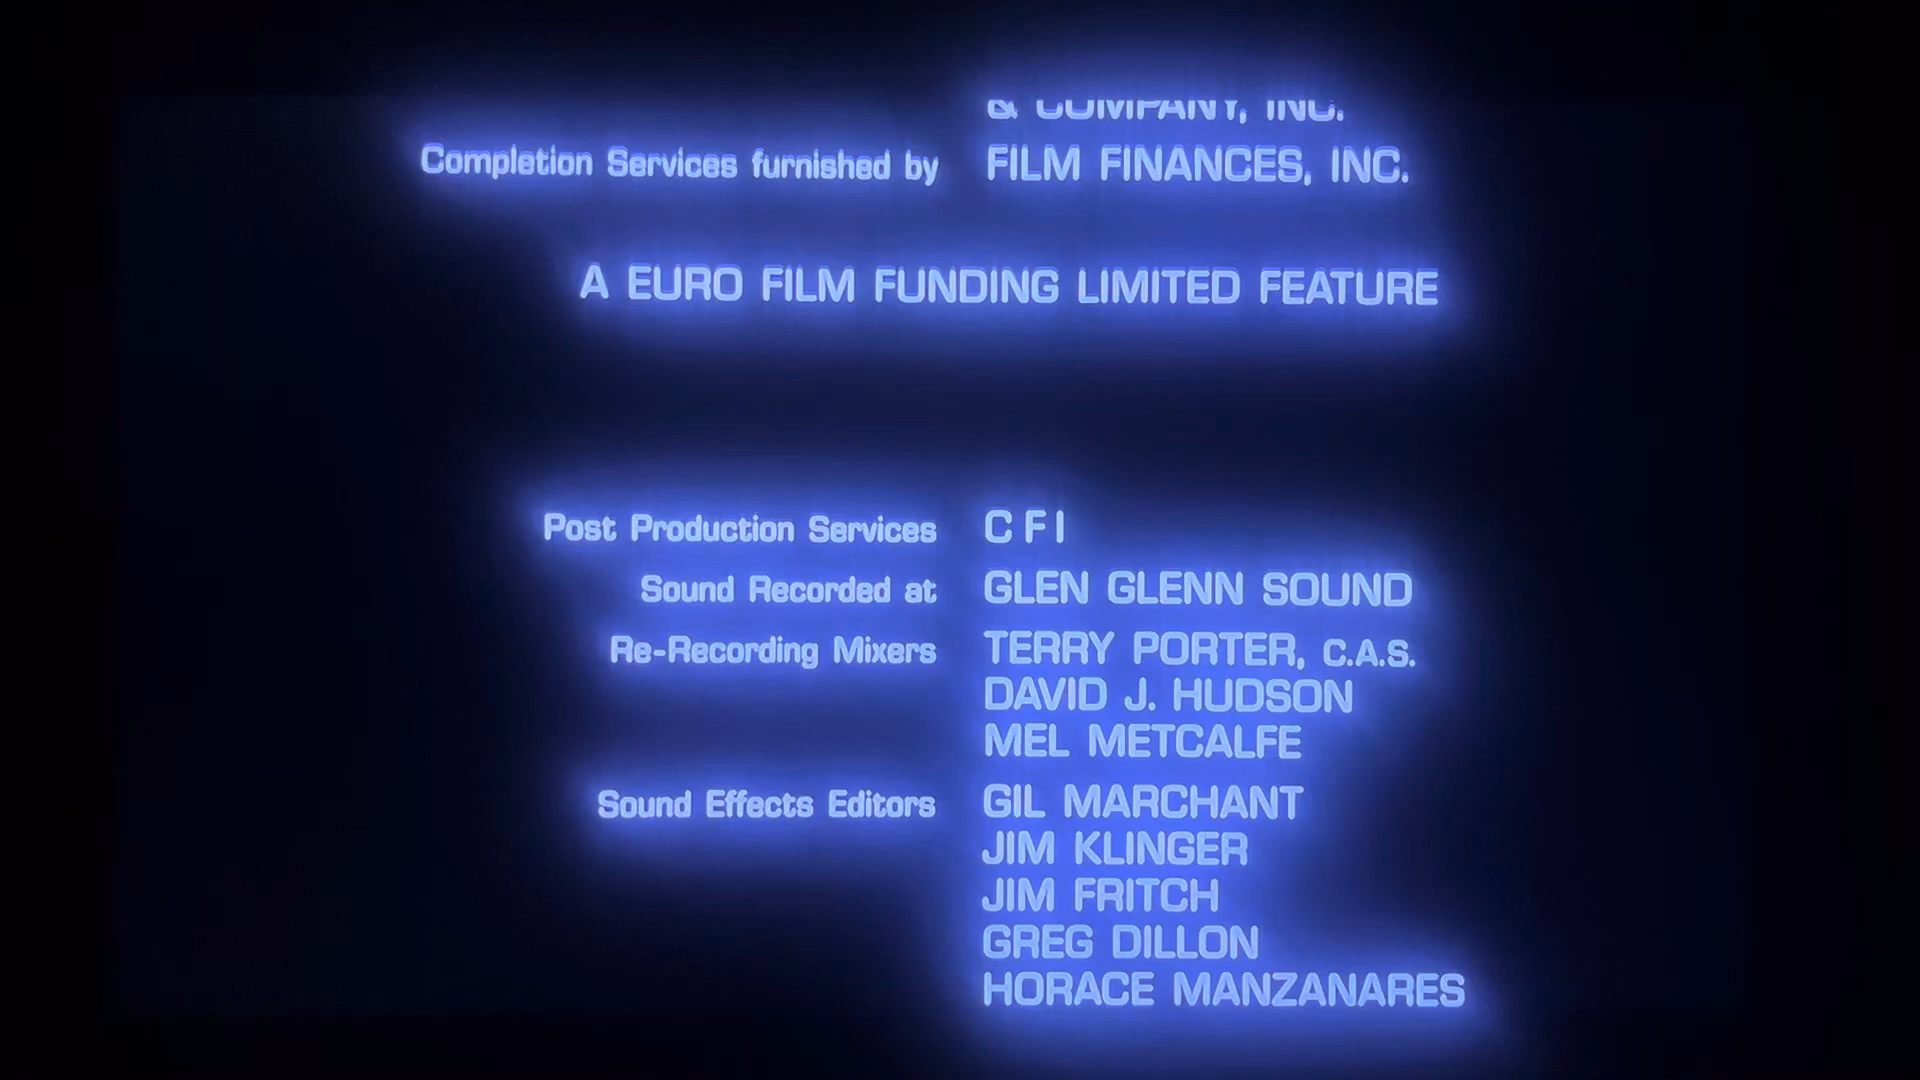 & COMPANY, INC.
Completion Services furnished by FILM FINANCES, INC.
A EURO FILM FUNDING LIMITED FEATURE
Post Production Services C F I
Sound Recorded at GLEN GLENN SOUND
Re-Recording Mixers TERRY PORTER, C.A.S.
DAVID J. HUDSON
MEL METCALFE
Sound Effects Editors GIL MARCHANT
JIM KLINGER
JIM FRITCH
GREG DILLON
HORACE MANZANARES